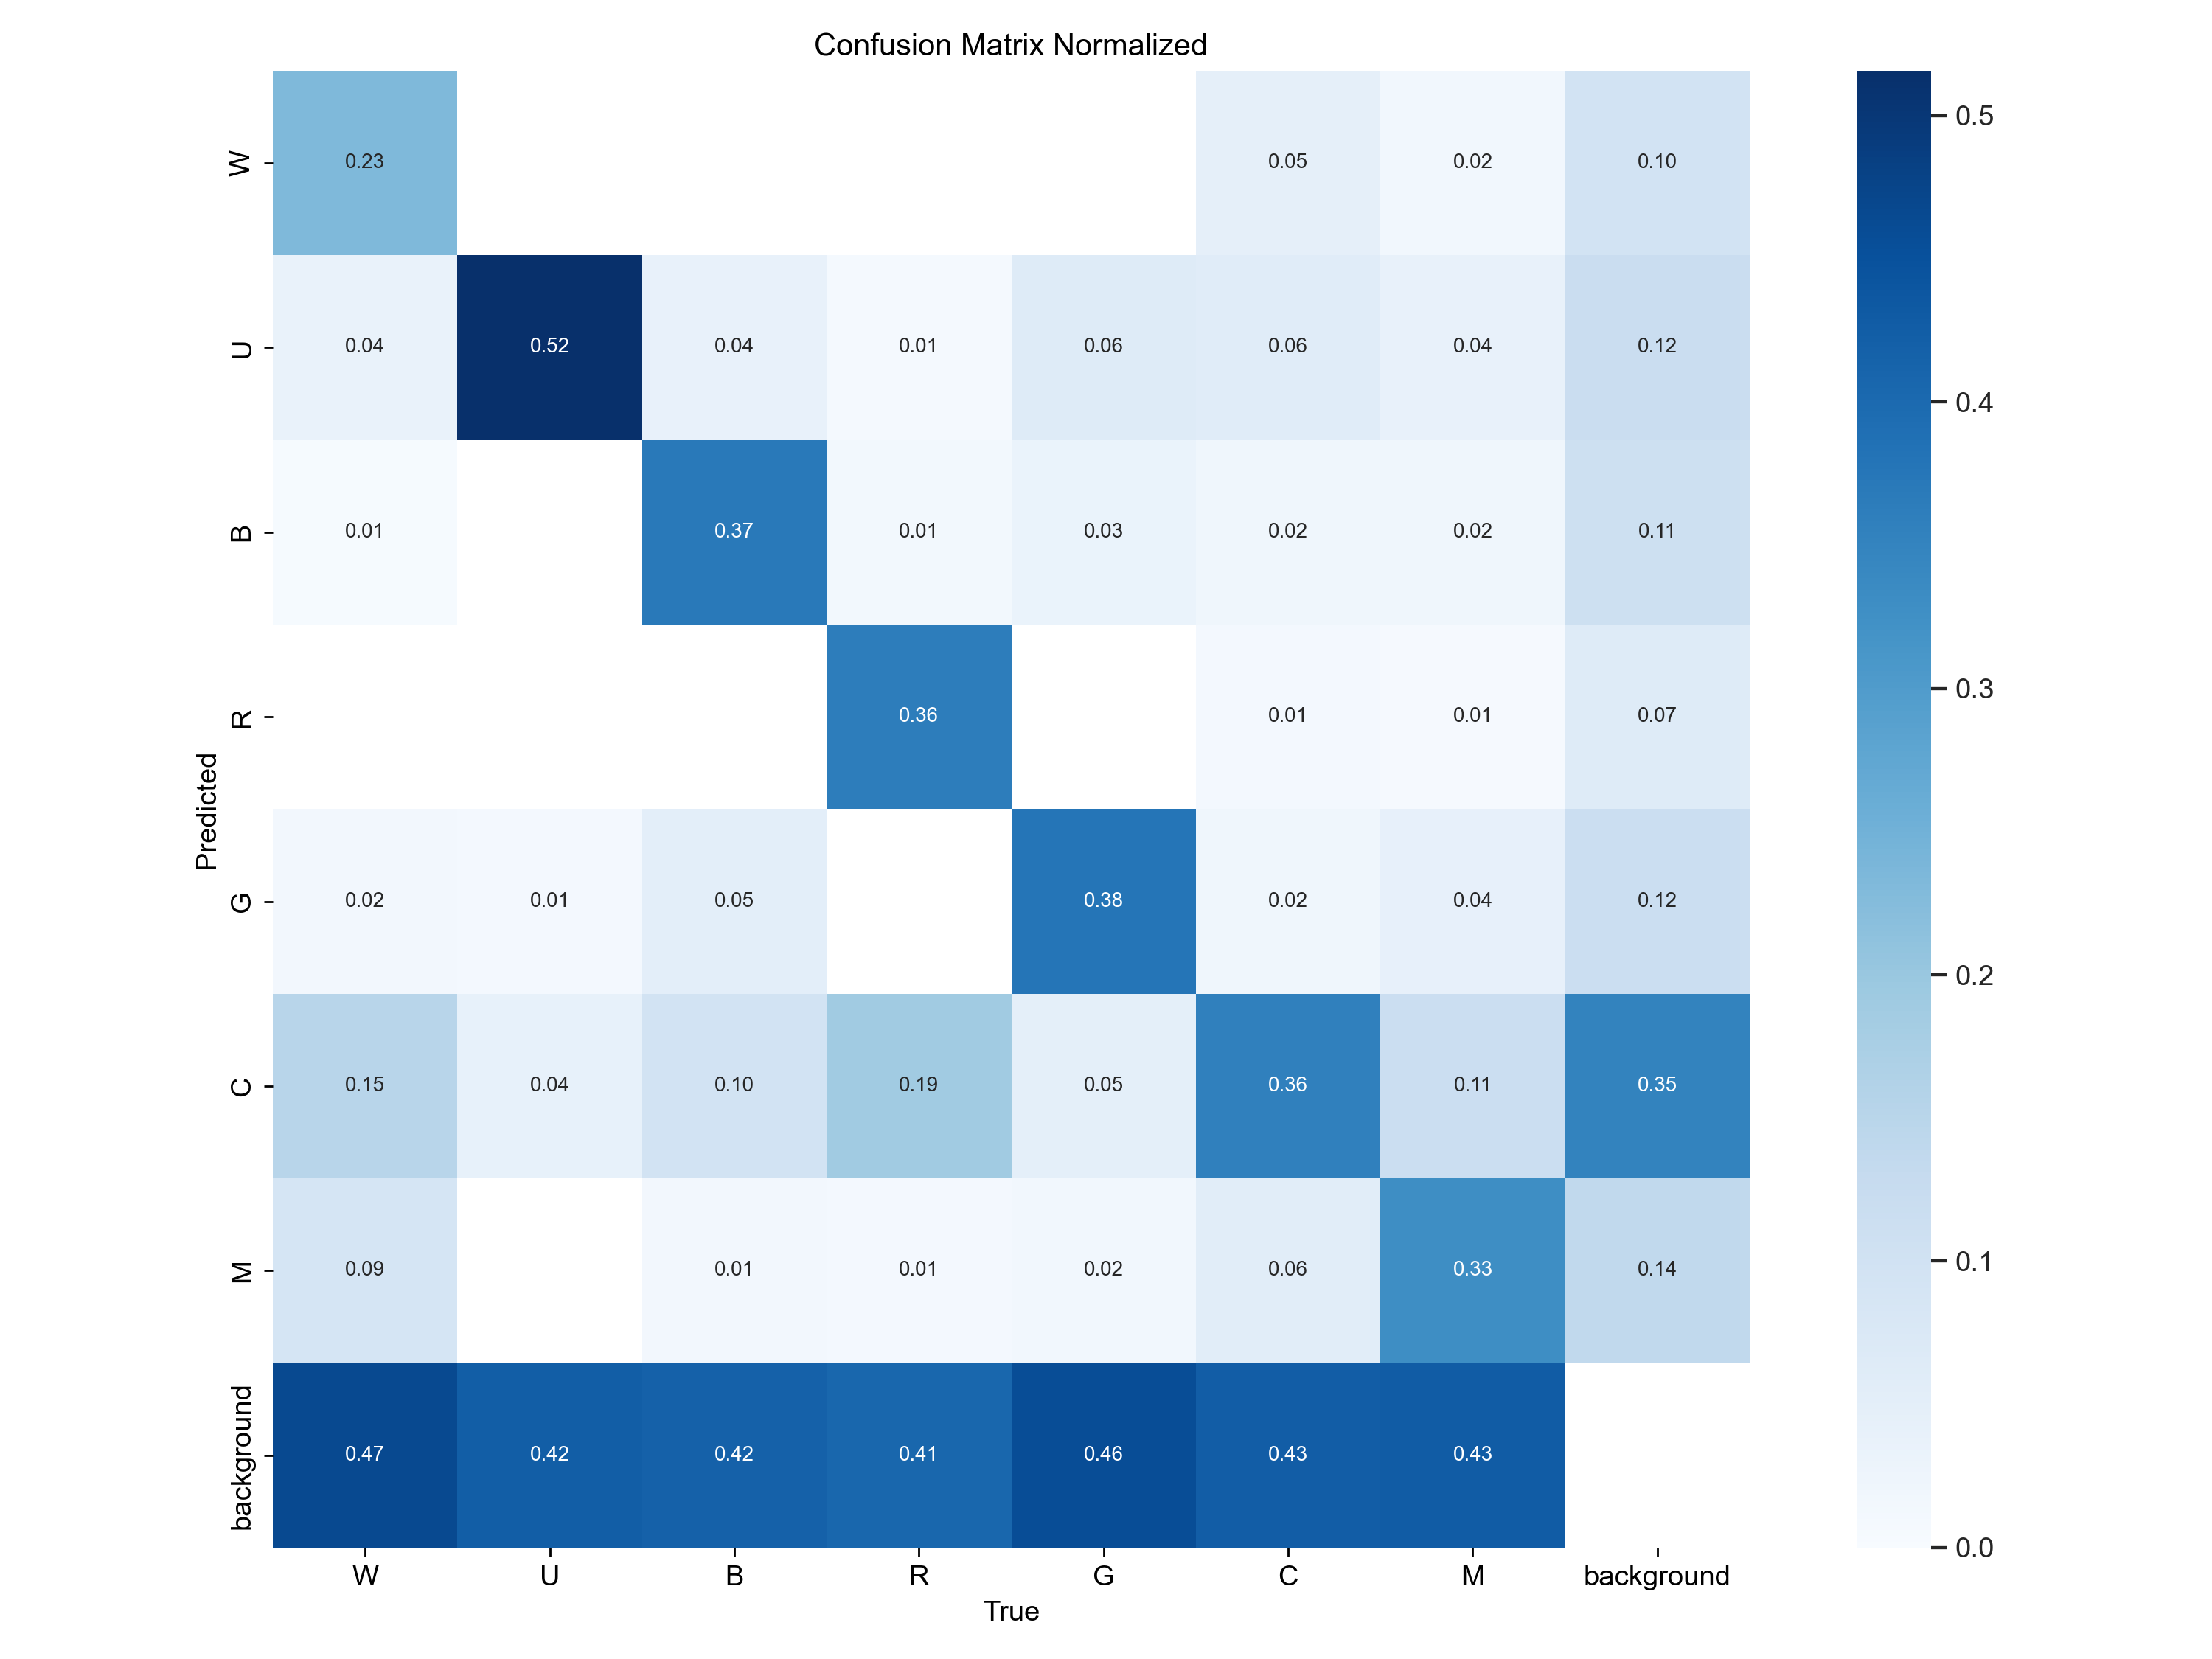 Confusion Matrix Normalized
W 0.23 0.05 0.02 0.10
U 0.04 0.52 0.04 0.01 0.06 0.06 0.04 0.12
B 0.01 0.37 0.01 0.03 0.02 0.02 0.11
R 0.36 0.01 0.01 0.07
G 0.02 0.01 0.05 0.38 0.02 0.04 0.12
C 0.15 0.04 0.10 0.19 0.05 0.36 0.11 0.35
M 0.09 0.01 0.01 0.02 0.06 0.33 0.14
background 0.47 0.42 0.42 0.41 0.46 0.43 0.43
Predicted
W U B R G C M background
True
0.5
0.4
0.3
0.2
0.1
0.0